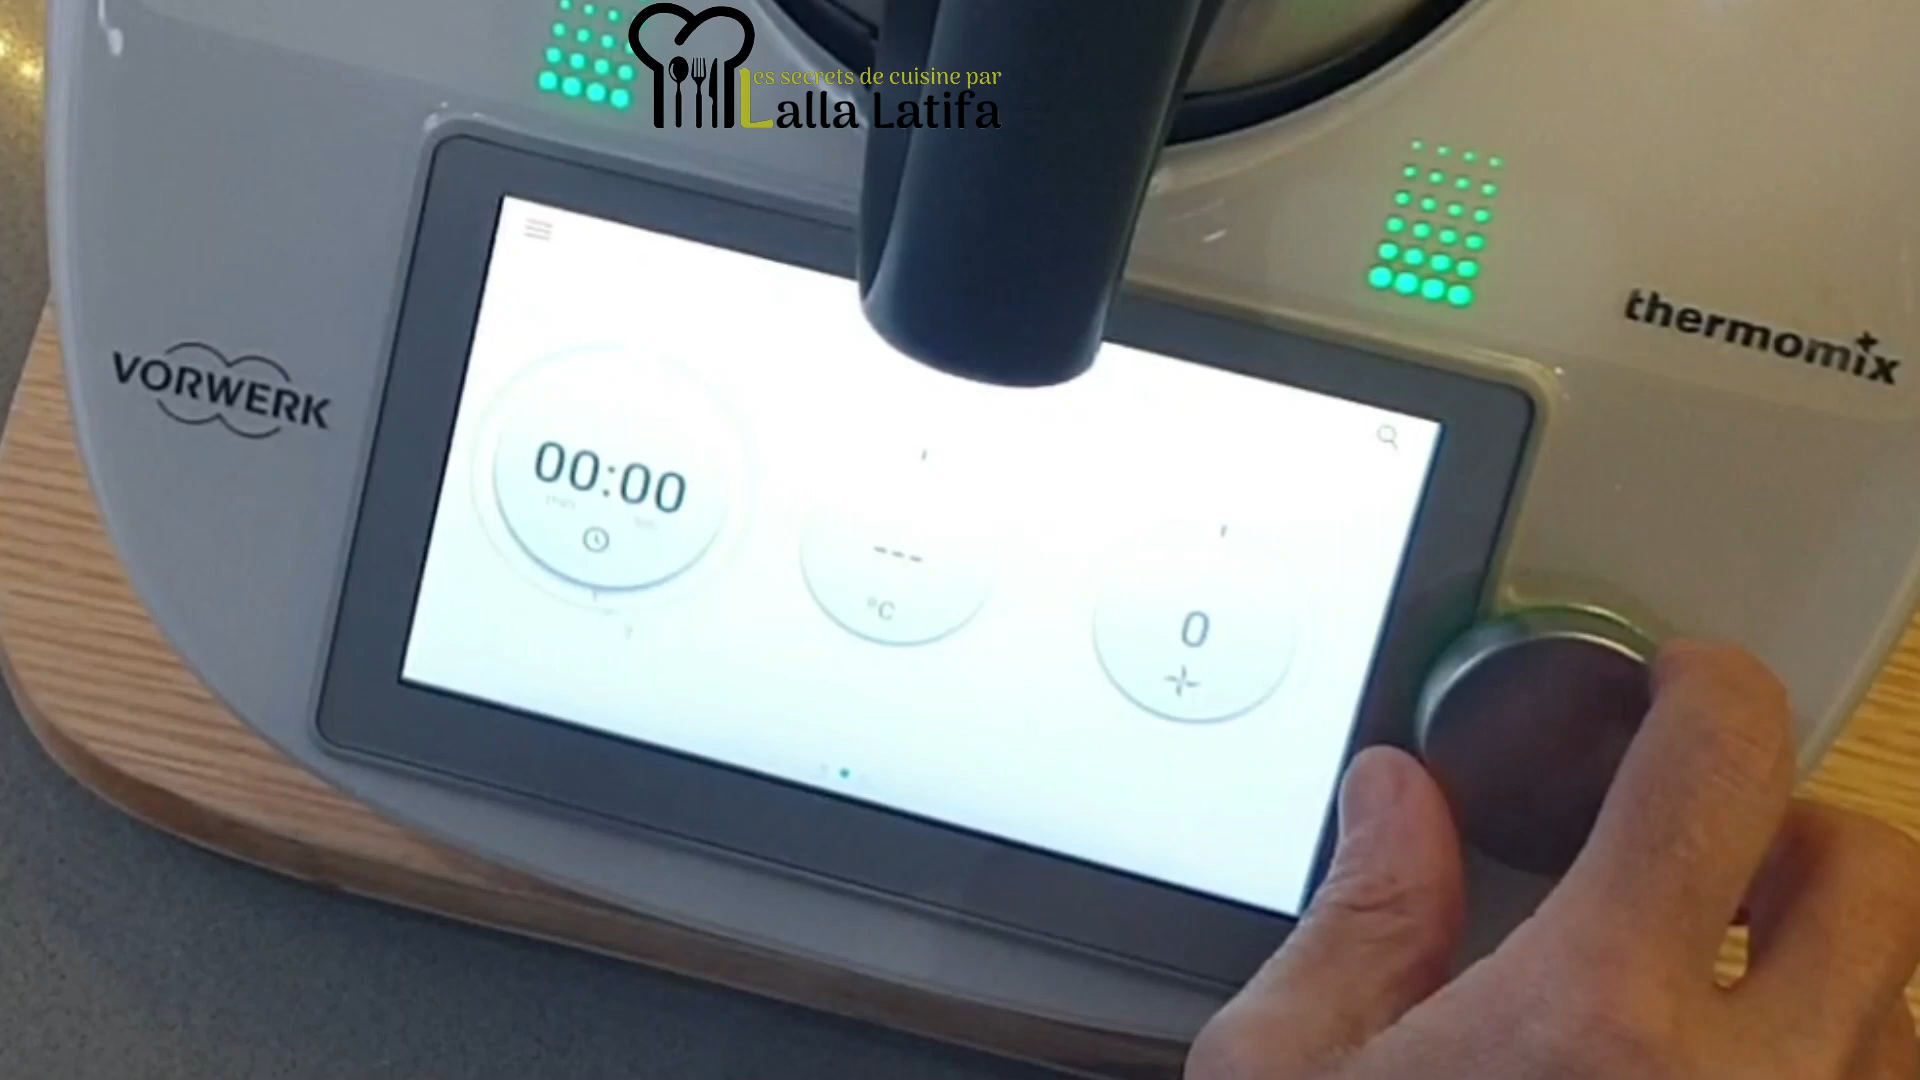 Les secrets de cuisine par
Lalla Latifa
thermomix
VORWERK
00:00
---
°C
0